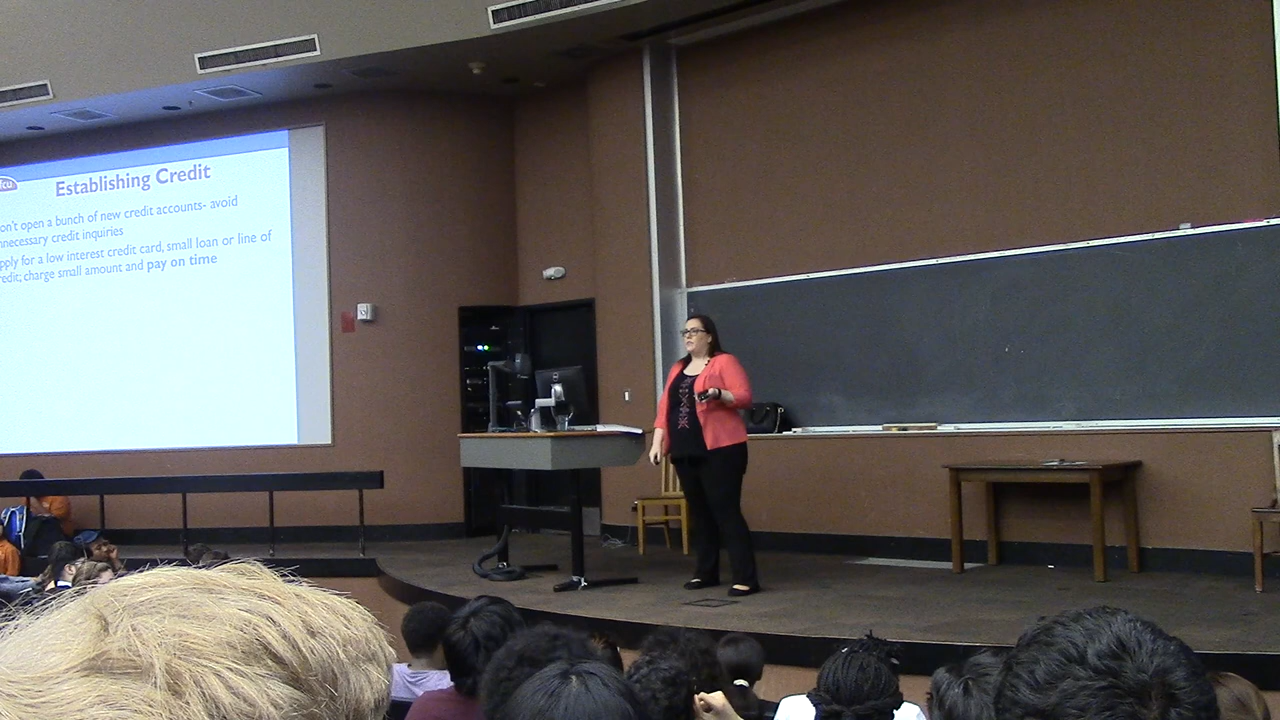 fcu
Establishing Credit
on't open a bunch of new credit accounts- avoid
nnecessary credit inquiries
pply for a low interest credit card, small loan or line of
redit; charge small amount and pay on time